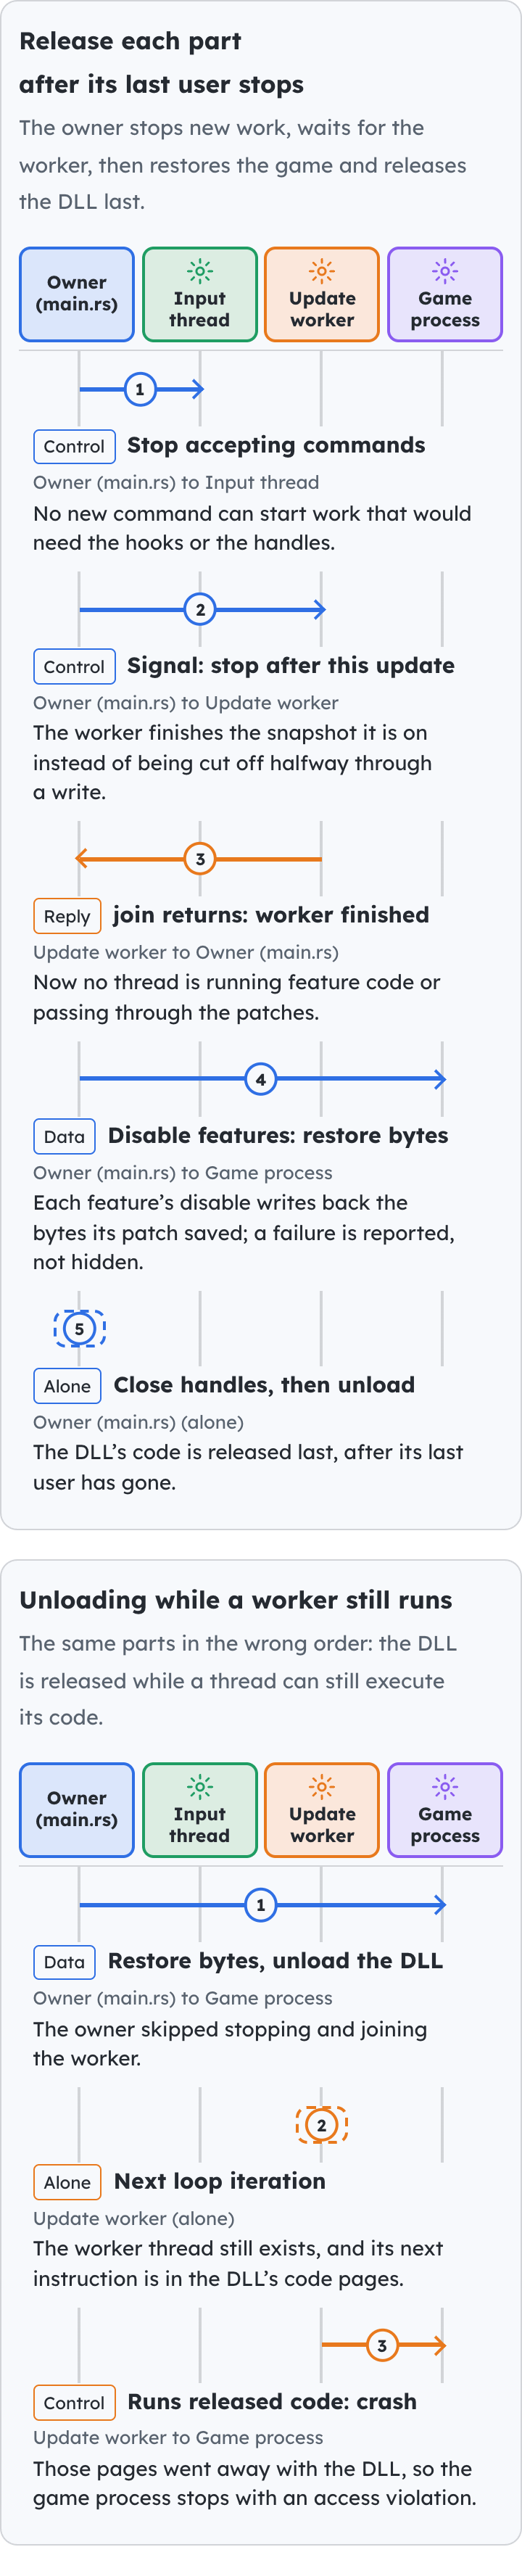 Release each part
after its last user stops
The owner stops new work, waits for the
worker, then restores the game and releases
the DLL last.
Owner
(main.rs)
Input
thread
Update
worker
Game
process
1
Control
Stop accepting commands
Owner (main.rs) to Input thread
No new command can start work that would
need the hooks or the handles.
2
Control
Signal: stop after this update
Owner (main.rs) to Update worker
The worker finishes the snapshot it is on
instead of being cut off halfway through
a write.
3
Reply
join returns: worker finished
Update worker to Owner (main.rs)
Now no thread is running feature code or
passing through the patches.
4
Data
Disable features: restore bytes
Owner (main.rs) to Game process
Each feature’s disable writes back the
bytes its patch saved; a failure is reported,
not hidden.
5
Alone
Close handles, then unload
Owner (main.rs) (alone)
The DLL’s code is released last, after its last
user has gone.
Unloading while a worker still runs
The same parts in the wrong order: the DLL
is released while a thread can still execute
its code.
Owner
(main.rs)
Input
thread
Update
worker
Game
process
1
Data
Restore bytes, unload the DLL
Owner (main.rs) to Game process
The owner skipped stopping and joining
the worker.
2
Alone
Next loop iteration
Update worker (alone)
The worker thread still exists, and its next
instruction is in the DLL’s code pages.
3
Control
Runs released code: crash
Update worker to Game process
Those pages went away with the DLL, so the
game process stops with an access violation.